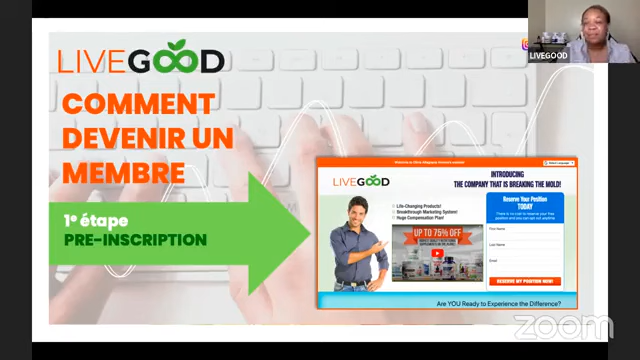 LIVEGOOD
COMMENT
DEVENIR UN
MEMBRE
1e étape
PRE-INSCRIPTION
LIVEGOOD
INTRODUCING
THE COMPANY THAT IS BREAKING THE MOLD!
Life-Changing Products!
Breakthrough Marketing System!
Huge Compensation Plan!
UP TO 75% OFF
Reserve Your Position
TODAY
First Name
Last Name
Email
RESERVE MY POSITION NOW!
Are YOU Ready to Experience the Difference?
LIVEGOOD
zoom